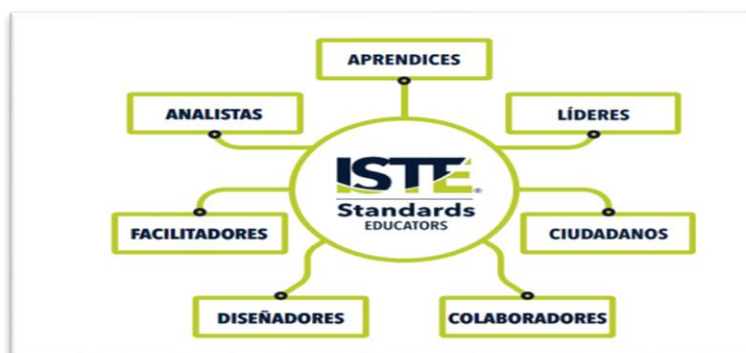 APRENDICES
ANALISTAS
LÍDERES
ISTE®
Standards
EDUCATORS
FACILITADORES
CIUDADANOS
DISEÑADORES
COLABORADORES